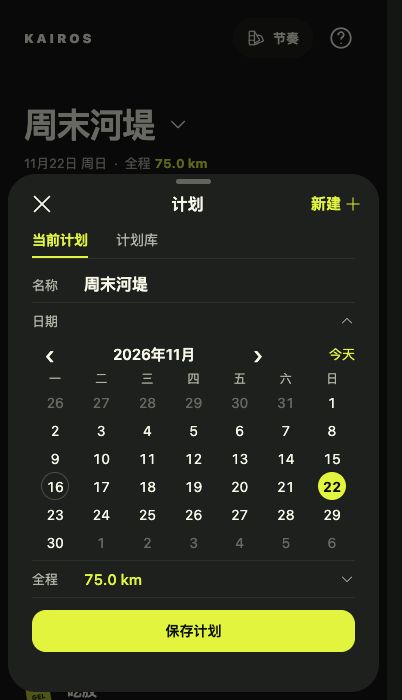 KAIROS
节奏
周末河堤
11月22日 周日 · 全程 75.0 km
计划
新建
当前计划 计划库
名称 周末河堤
日期
2026年11月
今天
一 二 三 四 五 六 日
26 27 28 29 30 31 1
2 3 4 5 6 7 8
9 10 11 12 13 14 15
16 17 18 19 20 21 22
23 24 25 26 27 28 29
30 1 2 3 4 5 6
全程 75.0 km
保存计划
GEL